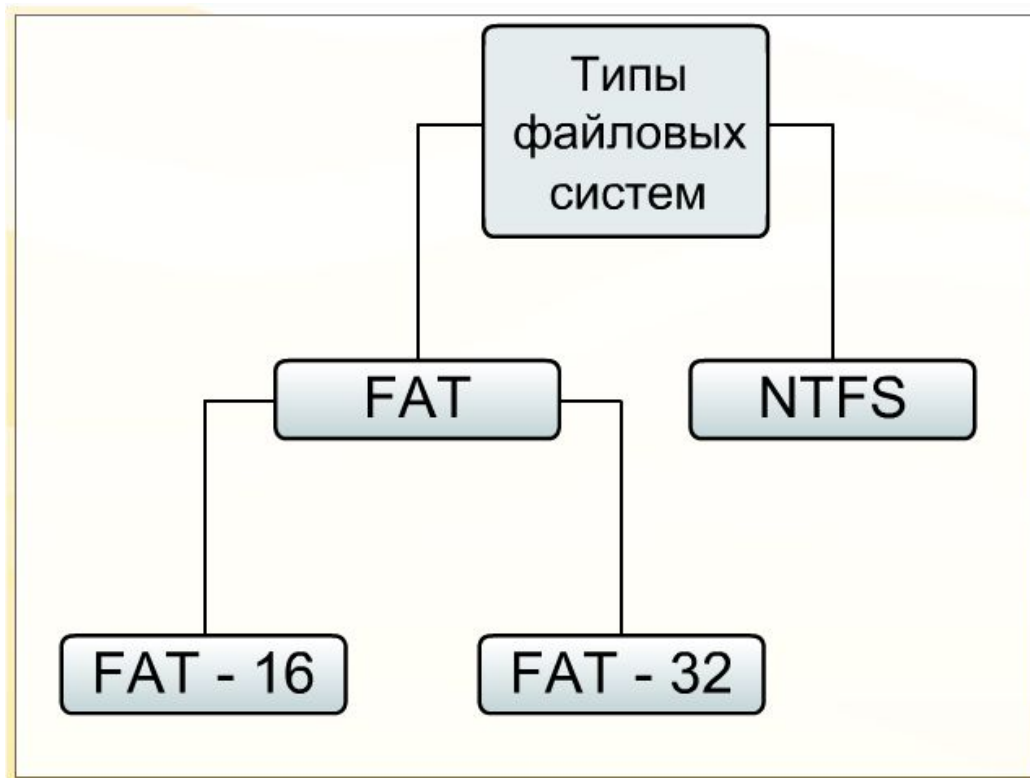 Типы
файловых
систем
FAT
NTFS
FAT - 16
FAT - 32